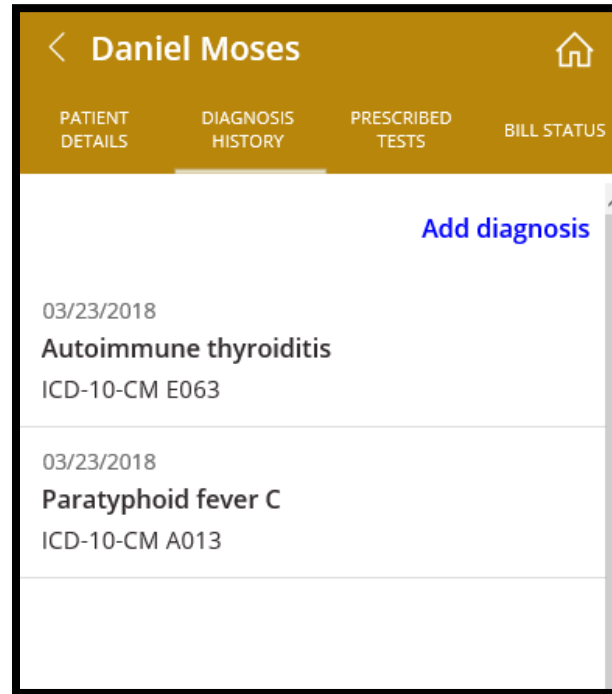 Daniel Moses
PATIENT DETAILS
DIAGNOSIS HISTORY
PRESCRIBED TESTS
BILL STATUS
Add diagnosis
03/23/2018
Autoimmune thyroiditis
ICD-10-CM E063
03/23/2018
Paratyphoid fever C
ICD-10-CM A013